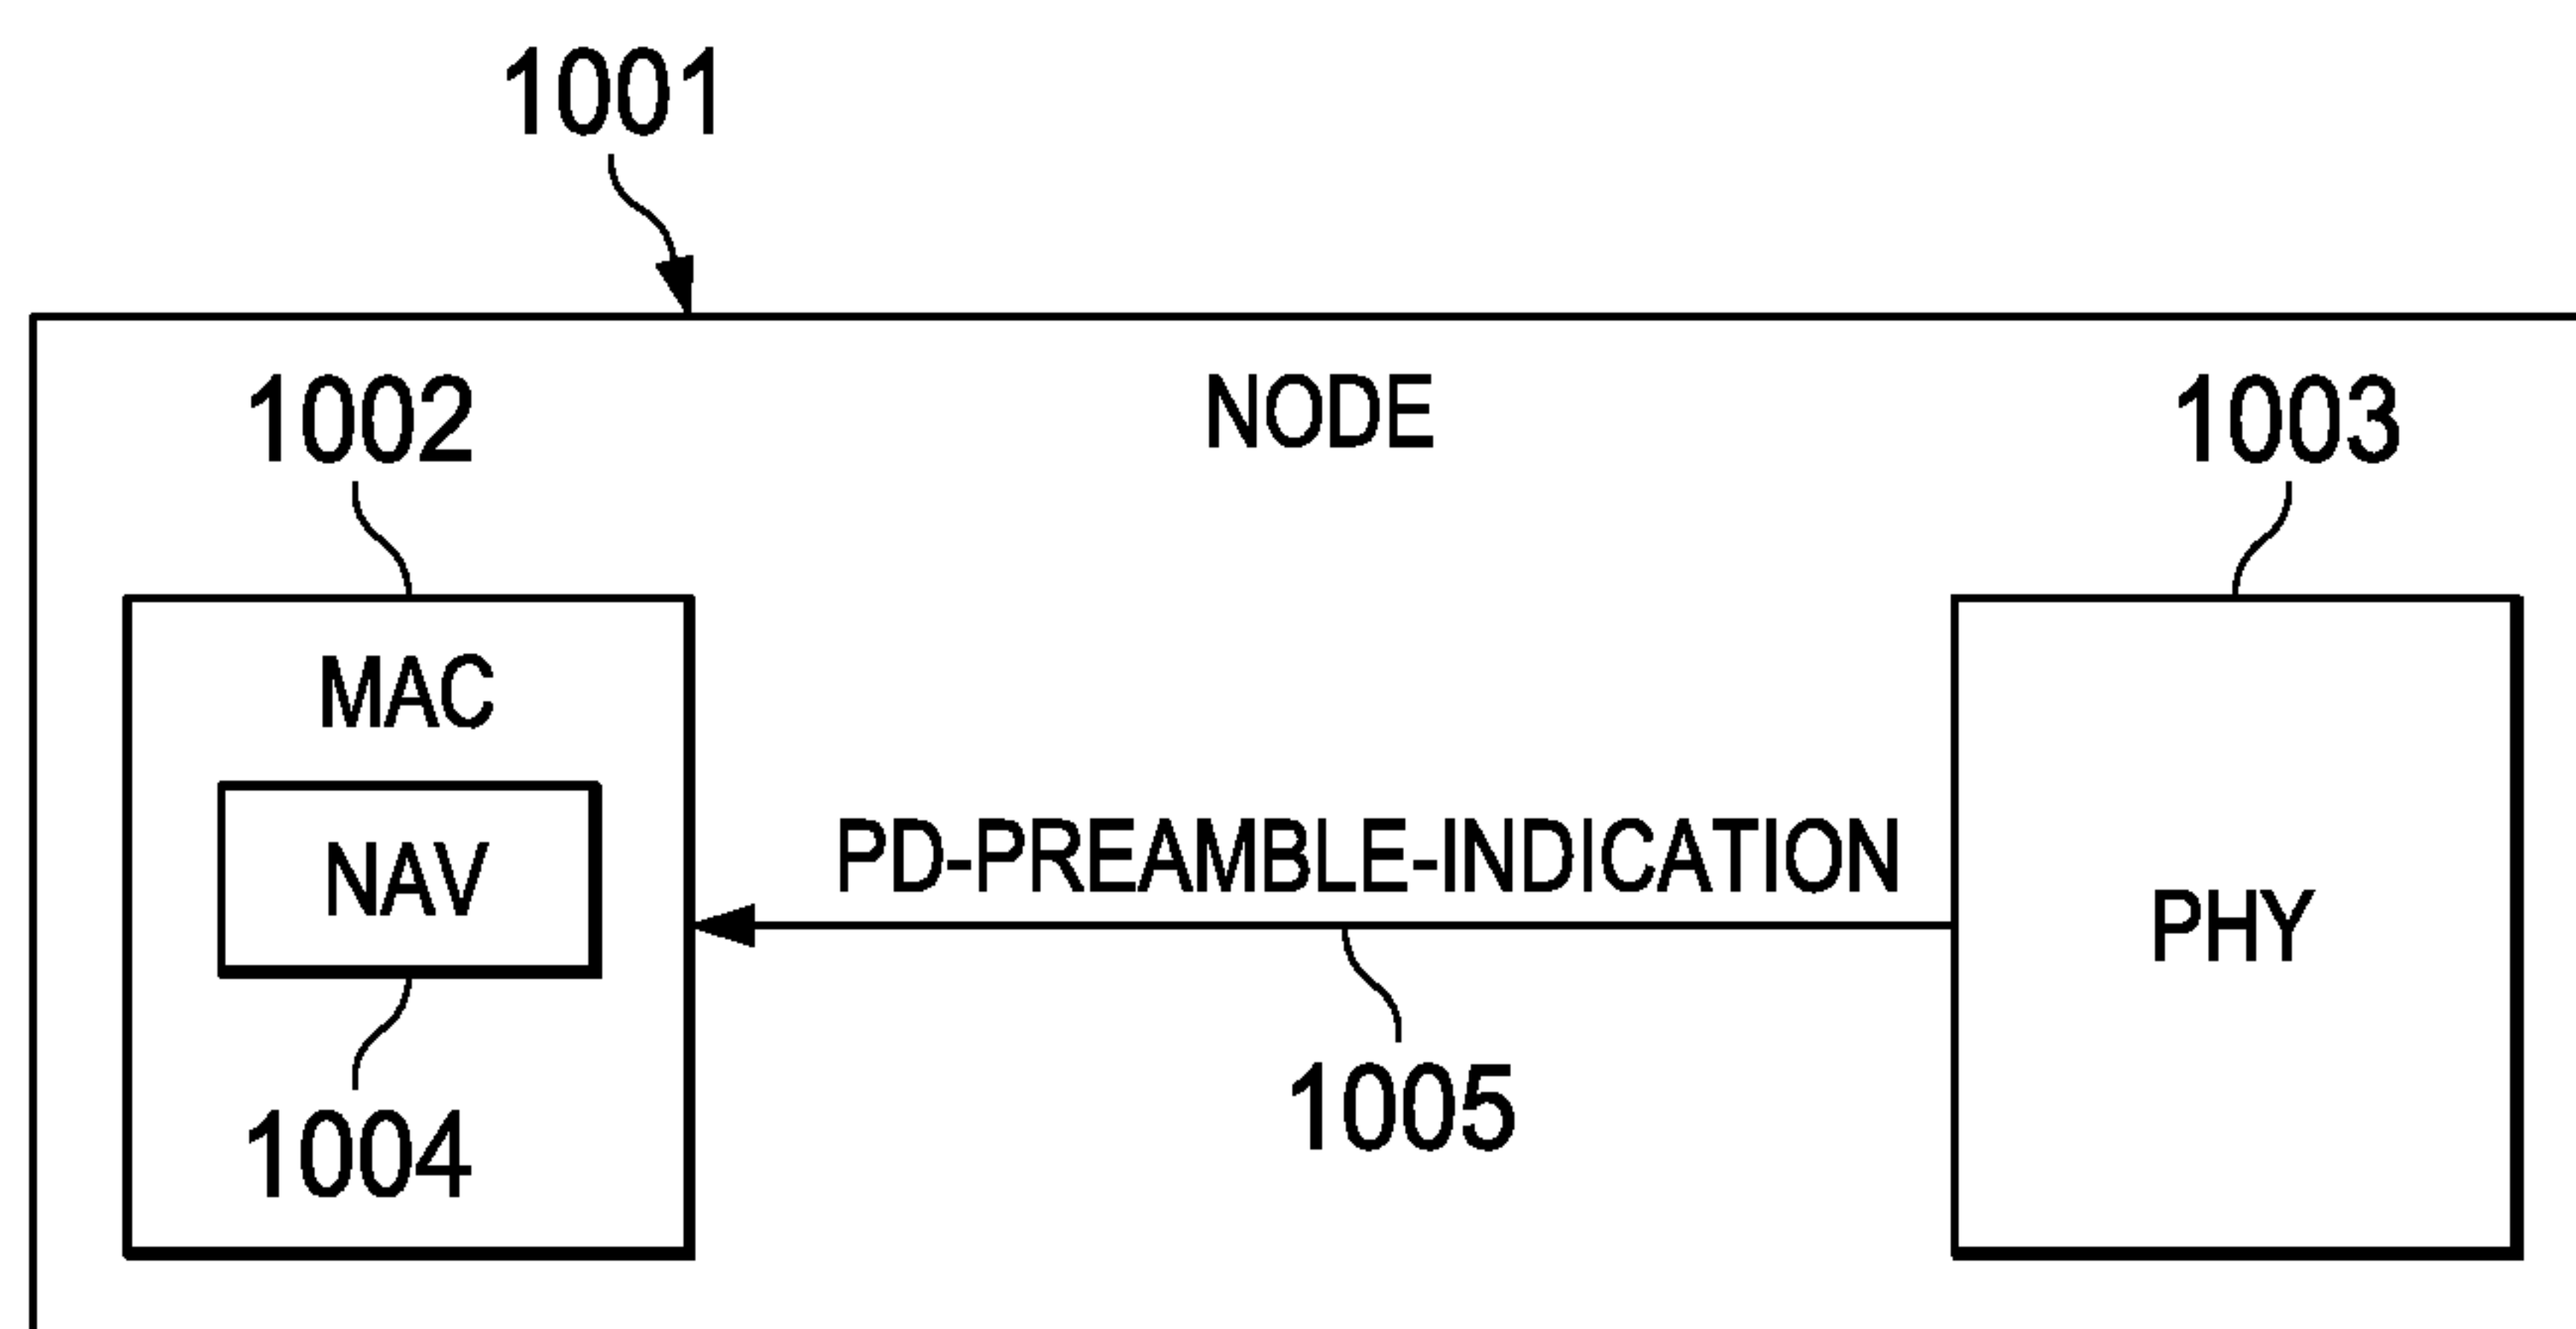 1001
NODE
1002
1003
MAC
NAV
PD-PREAMBLE-INDICATION
PHY
1004
1005